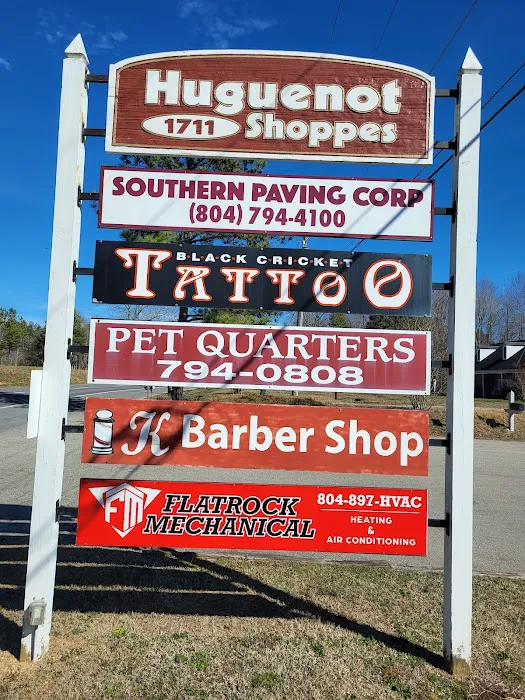 Huguenot
1711 Shoppes
SOUTHERN PAVING CORP
(804) 794-4100
BLACK CRICKET
TATTOO
PET QUARTERS
794-0808
K Barber Shop
FM FLATROCK
MECHANICAL
804-897-HVAC
HEATING
&
AIR CONDITIONING